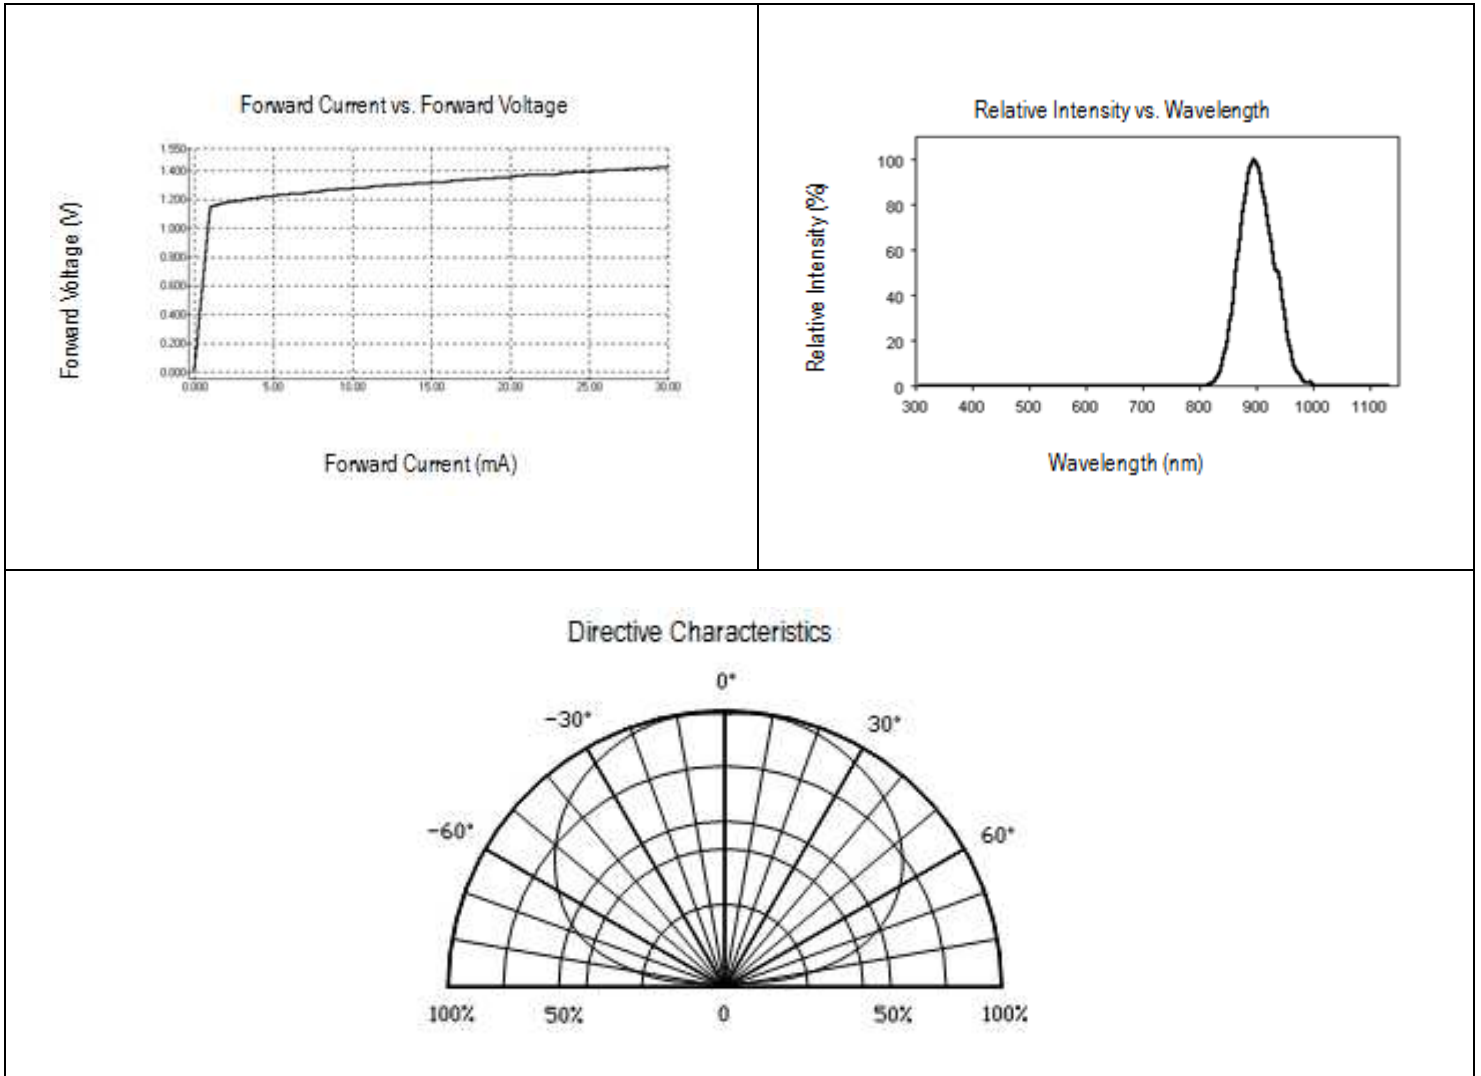 Forward Current vs. Forward Voltage
Forward Voltage (V)
1.550
1.400
1.200
1.000
0.800
0.600
0.400
0.200
0.000
0.000 5.00 10.00 15.00 20.00 25.00 30.00
Forward Current (mA)
Relative Intensity vs. Wavelength
Relative Intensity (%)
100
80
60
40
20
0
300 400 500 600 700 800 900 1000 1100
Wavelength (nm)
Directive Characteristics
0°
-30° 30°
-60° 60°
100% 50% 0 50% 100%